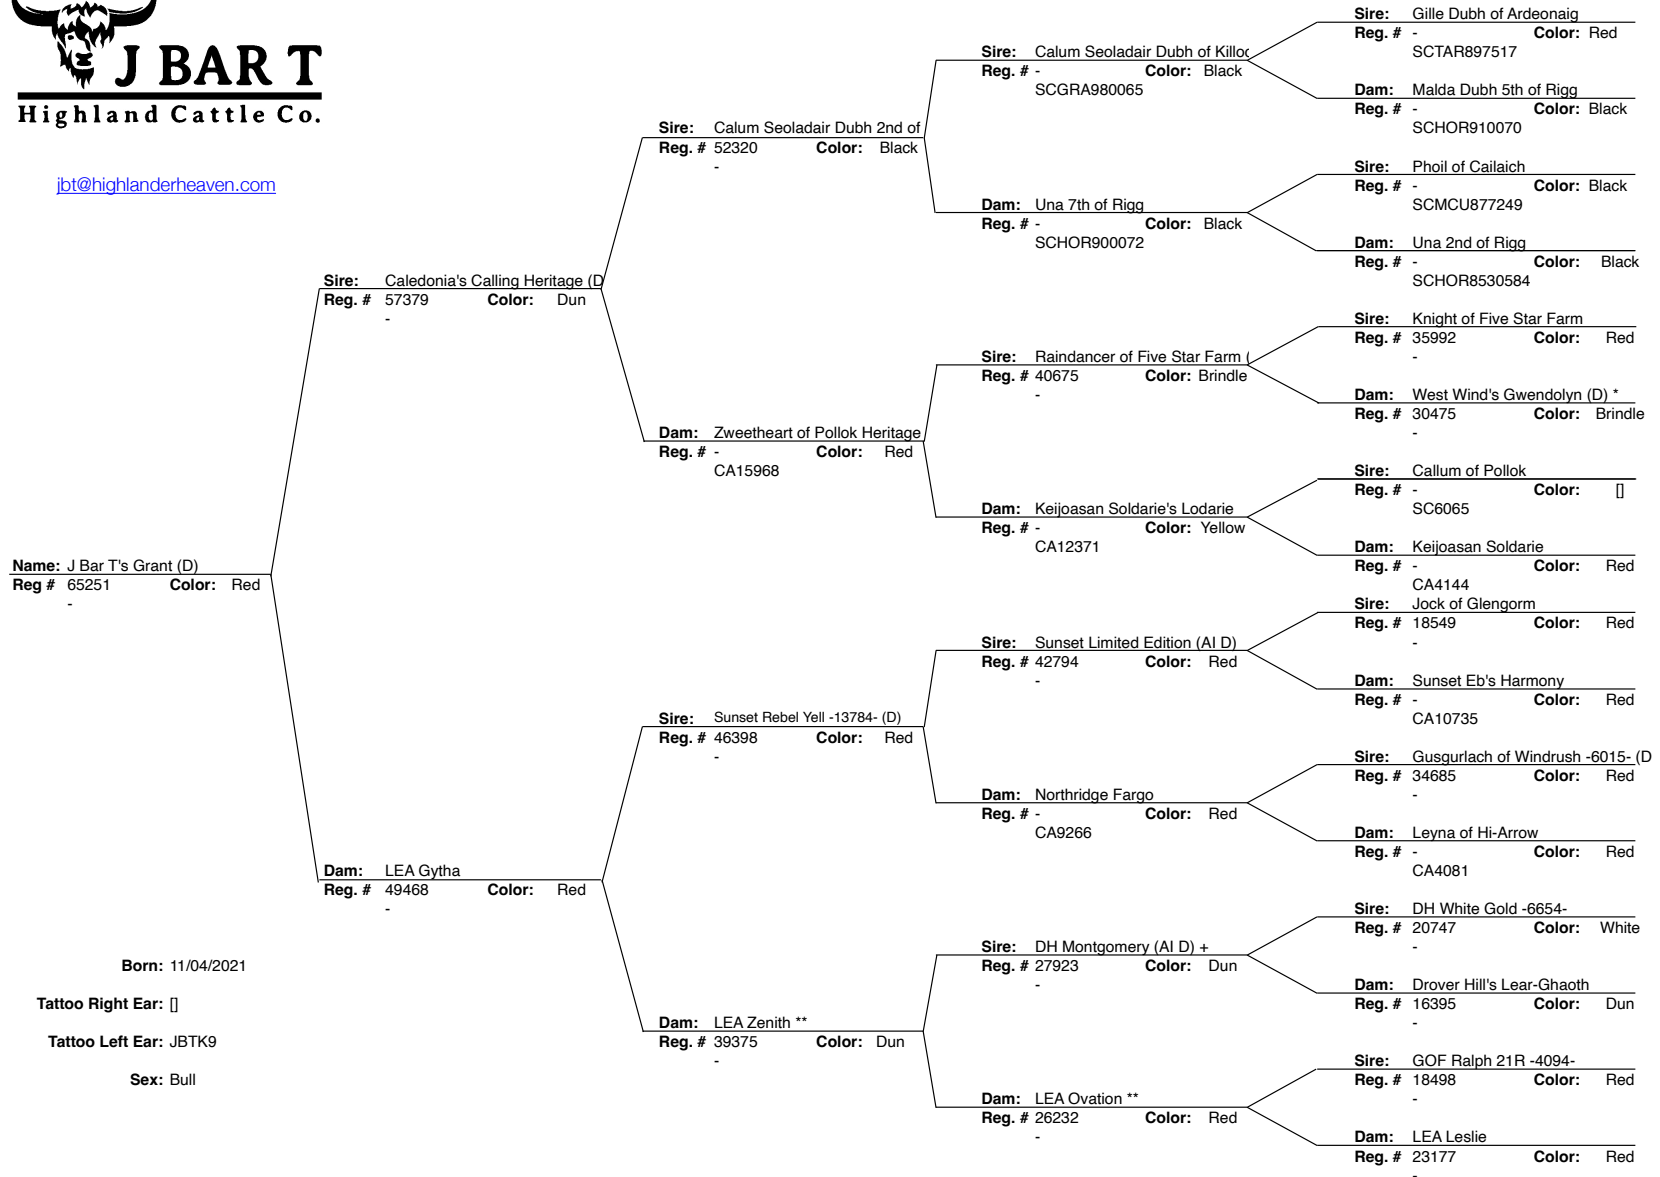 J BAR T
Highland Cattle Co.
jbt@highlanderheaven.com
Name: J Bar T's Grant (D)
Reg # 65251 Color: Red
-
Born: 11/04/2021
Tattoo Right Ear: []
Tattoo Left Ear: JBTK9
Sex: Bull
Sire: Caledonia's Calling Heritage (D
Reg. # 57379 Color: Dun
-
Dam: LEA Gytha
Reg. # 49468 Color: Red
-
Sire: Calum Seoladair Dubh 2nd of
Reg. # 52320 Color: Black
-
Dam: Zweetheart of Pollok Heritage
Reg. # - Color: Red
CA15968
Sire: Sunset Rebel Yell -13784- (D)
Reg. # 46398 Color: Red
-
Dam: LEA Zenith **
Reg. # 39375 Color: Dun
-
Sire: Calum Seoladair Dubh of Killoc
Reg. # - Color: Black
SCGRA980065
Dam: Una 7th of Rigg
Reg. # - Color: Black
SCHOR900072
Sire: Raindancer of Five Star Farm (
Reg. # 40675 Color: Brindle
-
Dam: Keijoasan Soldarie's Lodarie
Reg. # - Color: Yellow
CA12371
Sire: Sunset Limited Edition (AI D)
Reg. # 42794 Color: Red
-
Dam: Northridge Fargo
Reg. # - Color: Red
CA9266
Sire: DH Montgomery (AI D) +
Reg. # 27923 Color: Dun
-
Dam: LEA Ovation **
Reg. # 26232 Color: Red
-
Sire: Gille Dubh of Ardeonaig
Reg. # - Color: Red
SCTAR897517
Dam: Malda Dubh 5th of Rigg
Reg. # - Color: Black
SCHOR910070
Sire: Phoil of Cailaich
Reg. # - Color: Black
SCMCU877249
Dam: Una 2nd of Rigg
Reg. # - Color: Black
SCHOR8530584
Sire: Knight of Five Star Farm
Reg. # 35992 Color: Red
-
Dam: West Wind's Gwendolyn (D) *
Reg. # 30475 Color: Brindle
-
Sire: Callum of Pollok
Reg. # - Color: []
SC6065
Dam: Keijoasan Soldarie
Reg. # - Color: Red
CA4144
Sire: Jock of Glengorm
Reg. # 18549 Color: Red
-
Dam: Sunset Eb's Harmony
Reg. # - Color: Red
CA10735
Sire: Gusgurlach of Windrush -6015- (D
Reg. # 34685 Color: Red
-
Dam: Leyna of Hi-Arrow
Reg. # - Color: Red
CA4081
Sire: DH White Gold -6654-
Reg. # 20747 Color: White
-
Dam: Drover Hill's Lear-Ghaoth
Reg. # 16395 Color: Dun
-
Sire: GOF Ralph 21R -4094-
Reg. # 18498 Color: Red
-
Dam: LEA Leslie
Reg. # 23177 Color: Red
-